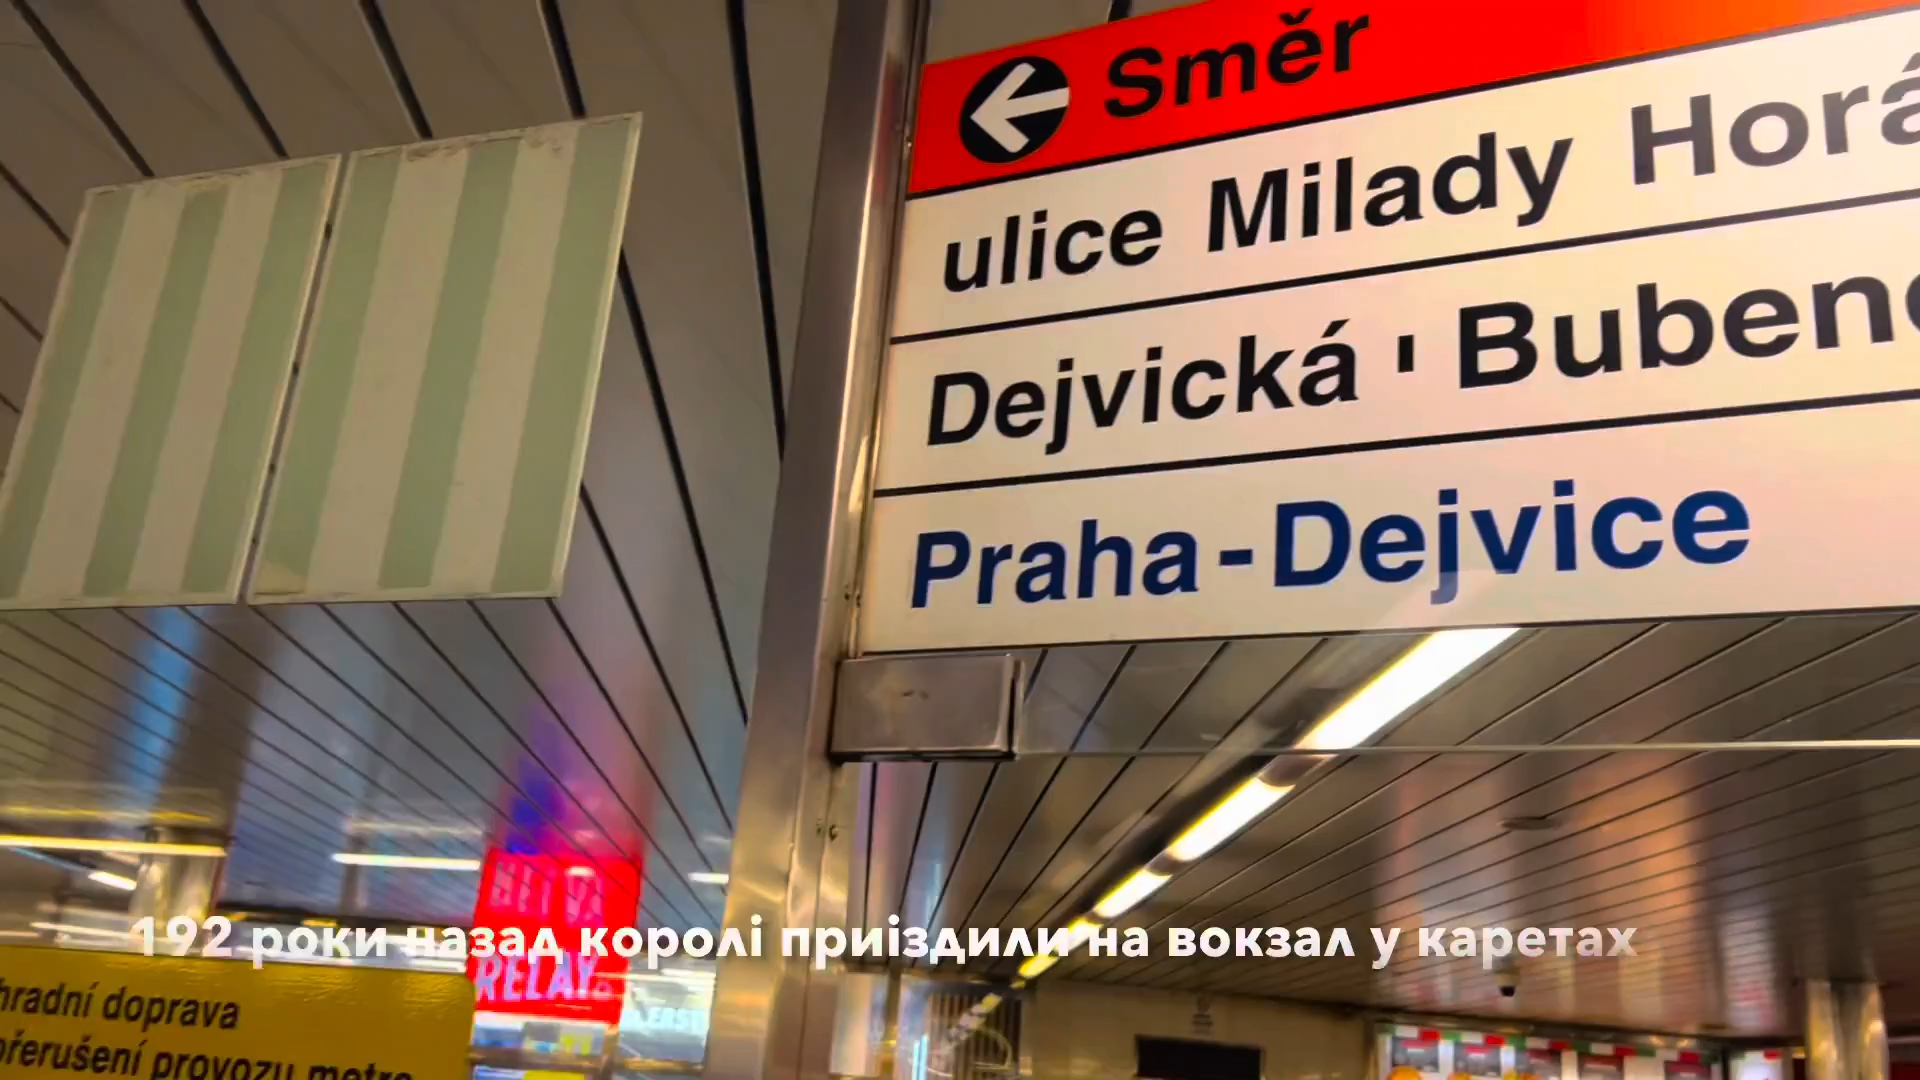 Směr
ulice Milady Horá
Dejvická · Bubene
Praha-Dejvice
RELAY
192 роки назад королі приїздили на вокзал у каретах
hradní doprava
přerušení provozu metra